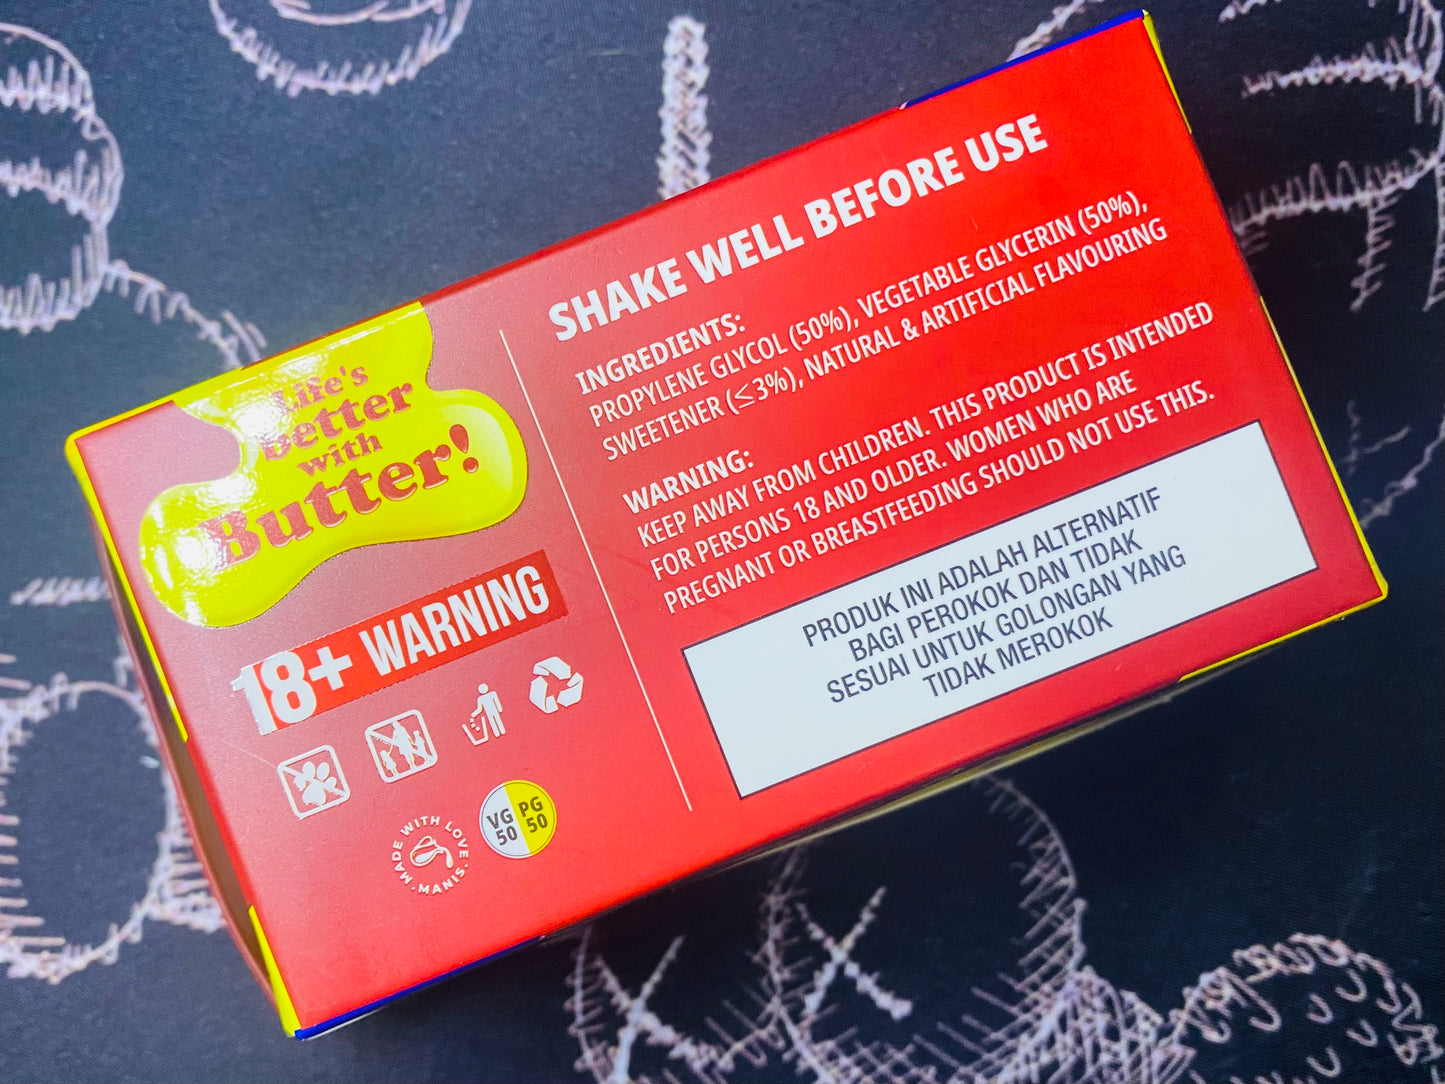 Life's
better
with
Butter!
18+ WARNING
MADE WITH LOVE
MANIS
VG
50
PG
50
SHAKE WELL BEFORE USE
INGREDIENTS:
PROPYLENE GLYCOL (50%), VEGETABLE GLYCERIN (50%),
SWEETENER (≤3%), NATURAL & ARTIFICIAL FLAVOURING
WARNING:
KEEP AWAY FROM CHILDREN. THIS PRODUCT IS INTENDED
FOR PERSONS 18 AND OLDER. WOMEN WHO ARE
PREGNANT OR BREASTFEEDING SHOULD NOT USE THIS.
PRODUK INI ADALAH ALTERNATIF
BAGI PEROKOK DAN TIDAK
SESUAI UNTUK GOLONGAN YANG
TIDAK MEROKOK